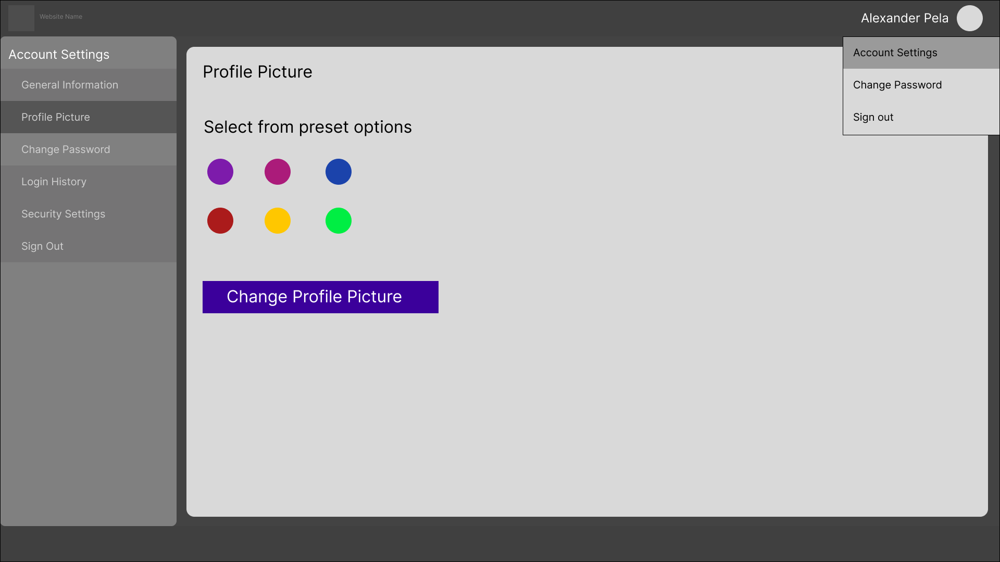 Website Name
Alexander Pela
Account Settings
General Information
Profile Picture
Change Password
Login History
Security Settings
Sign Out
Profile Picture
Select from preset options
Change Profile Picture
Account Settings
Change Password
Sign out